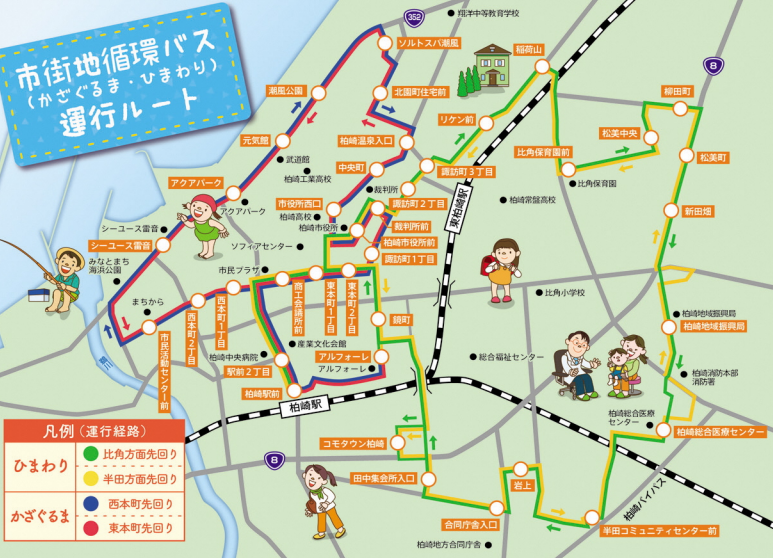 市街地循環バス
（かざぐるま・ひまわり）
運行ルート
352
翔洋中等教育学校
ソルトスパ潮風
稲荷山
8
柳田町
潮風公園
北園町住宅前
リケン前
松美中央
元気館
柏崎温泉入口
比角保育園前
松美町
武道館
柏崎工業高校
中央町
諏訪町3丁目
比角保育園
アクアパーク
裁判所
東柏崎駅
アクアパーク
市役所西口
諏訪町2丁目
柏崎常盤高校
新田畑
柏崎高校
柏崎市役所
裁判所前
シーユース雷音
シーユース雷音
ソフィアセンター
柏崎市役所前
諏訪町1丁目
みなとまち
海浜公園
市民プラザ
まちから
西本町2丁目
西本町1丁目
商工会議所前
東本町1丁目
東本町2丁目
比角小学校
市民活動センター前
鏡町
柏崎地域振興局
柏崎地域振興局
産業文化会館
柏崎中央病院
アルフォーレ
アルフォーレ
総合福祉センター
駅前2丁目
柏崎消防本部
消防署
柏崎駅前
柏崎駅
柏崎総合医療
センター
柏崎総合医療センター
凡例（運行経路）
ひまわり
比角方面先回り
半田方面先回り
かざぐるま
西本町先回り
東本町先回り
コモタウン柏崎
8
田中集会所入口
岩上
柏崎バイパス
合同庁舎入口
半田コミュニティセンター前
柏崎地方合同庁舎